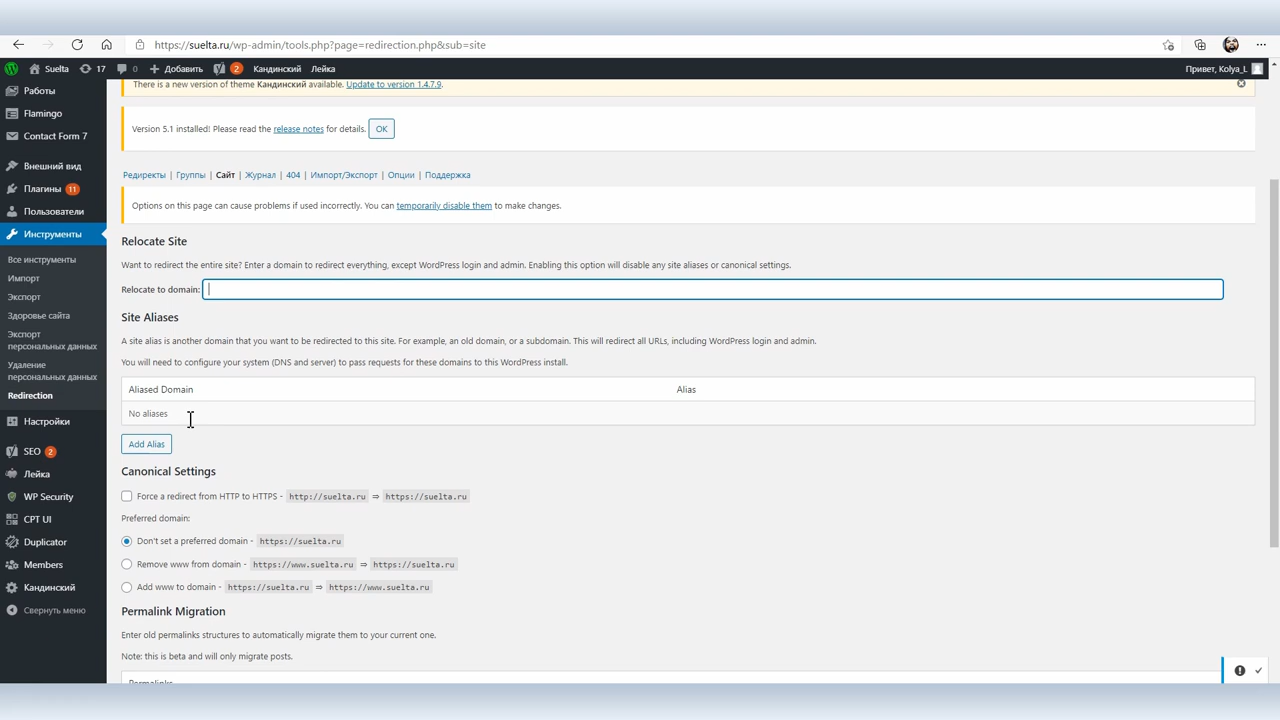 https://suelta.ru/wp-admin/tools.php?page=redirection.php&sub=site
Suelta 17 0 Добавить 2 Кандинский Лейка Привет, Kolya_L
Работы
Flamingo
Contact Form 7
Внешний вид
Плагины 11
Пользователи
Инструменты
Все инструменты
Импорт
Экспорт
Здоровье сайта
Экспорт
персональных данных
Удаление
персональных данных
Redirection
Настройки
SEO 2
Лейка
WP Security
CPT UI
Duplicator
Members
Кандинский
Свернуть меню
There is a new version of theme Кандинский available. Update to version 1.4.7.9.
Version 5.1 installed! Please read the release notes for details. OK
Редиректы | Группы | Сайт | Журнал | 404 | Импорт/Экспорт | Опции | Поддержка
Options on this page can cause problems if used incorrectly. You can temporarily disable them to make changes.
Relocate Site
Want to redirect the entire site? Enter a domain to redirect everything, except WordPress login and admin. Enabling this option will disable any site aliases or canonical settings.
Relocate to domain:
Site Aliases
A site alias is another domain that you want to be redirected to this site. For example, an old domain, or a subdomain. This will redirect all URLs, including WordPress login and admin.
You will need to configure your system (DNS and server) to pass requests for these domains to this WordPress install.
Aliased Domain Alias
No aliases
Add Alias
Canonical Settings
Force a redirect from HTTP to HTTPS - http://suelta.ru ⇒ https://suelta.ru
Preferred domain:
Don't set a preferred domain - https://suelta.ru
Remove www from domain - https://www.suelta.ru ⇒ https://suelta.ru
Add www to domain - https://suelta.ru ⇒ https://www.suelta.ru
Permalink Migration
Enter old permalinks structures to automatically migrate them to your current one.
Note: this is beta and will only migrate posts.
Permalinks